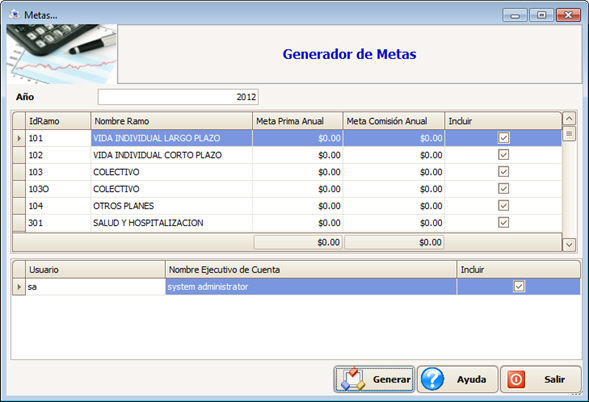 Metas...
Generador de Metas
Año 2012
IdRamo Nombre Ramo Meta Prima Anual Meta Comisión Anual Incluir
101 VIDA INDIVIDUAL LARGO PLAZO $0.00 $0.00
102 VIDA INDIVIDUAL CORTO PLAZO $0.00 $0.00
103 COLECTIVO $0.00 $0.00
103O COLECTIVO $0.00 $0.00
104 OTROS PLANES $0.00 $0.00
301 SALUD Y HOSPITALIZACION $0.00 $0.00
$0.00 $0.00
Usuario Nombre Ejecutivo de Cuenta Incluir
sa system administrator
Generar Ayuda Salir